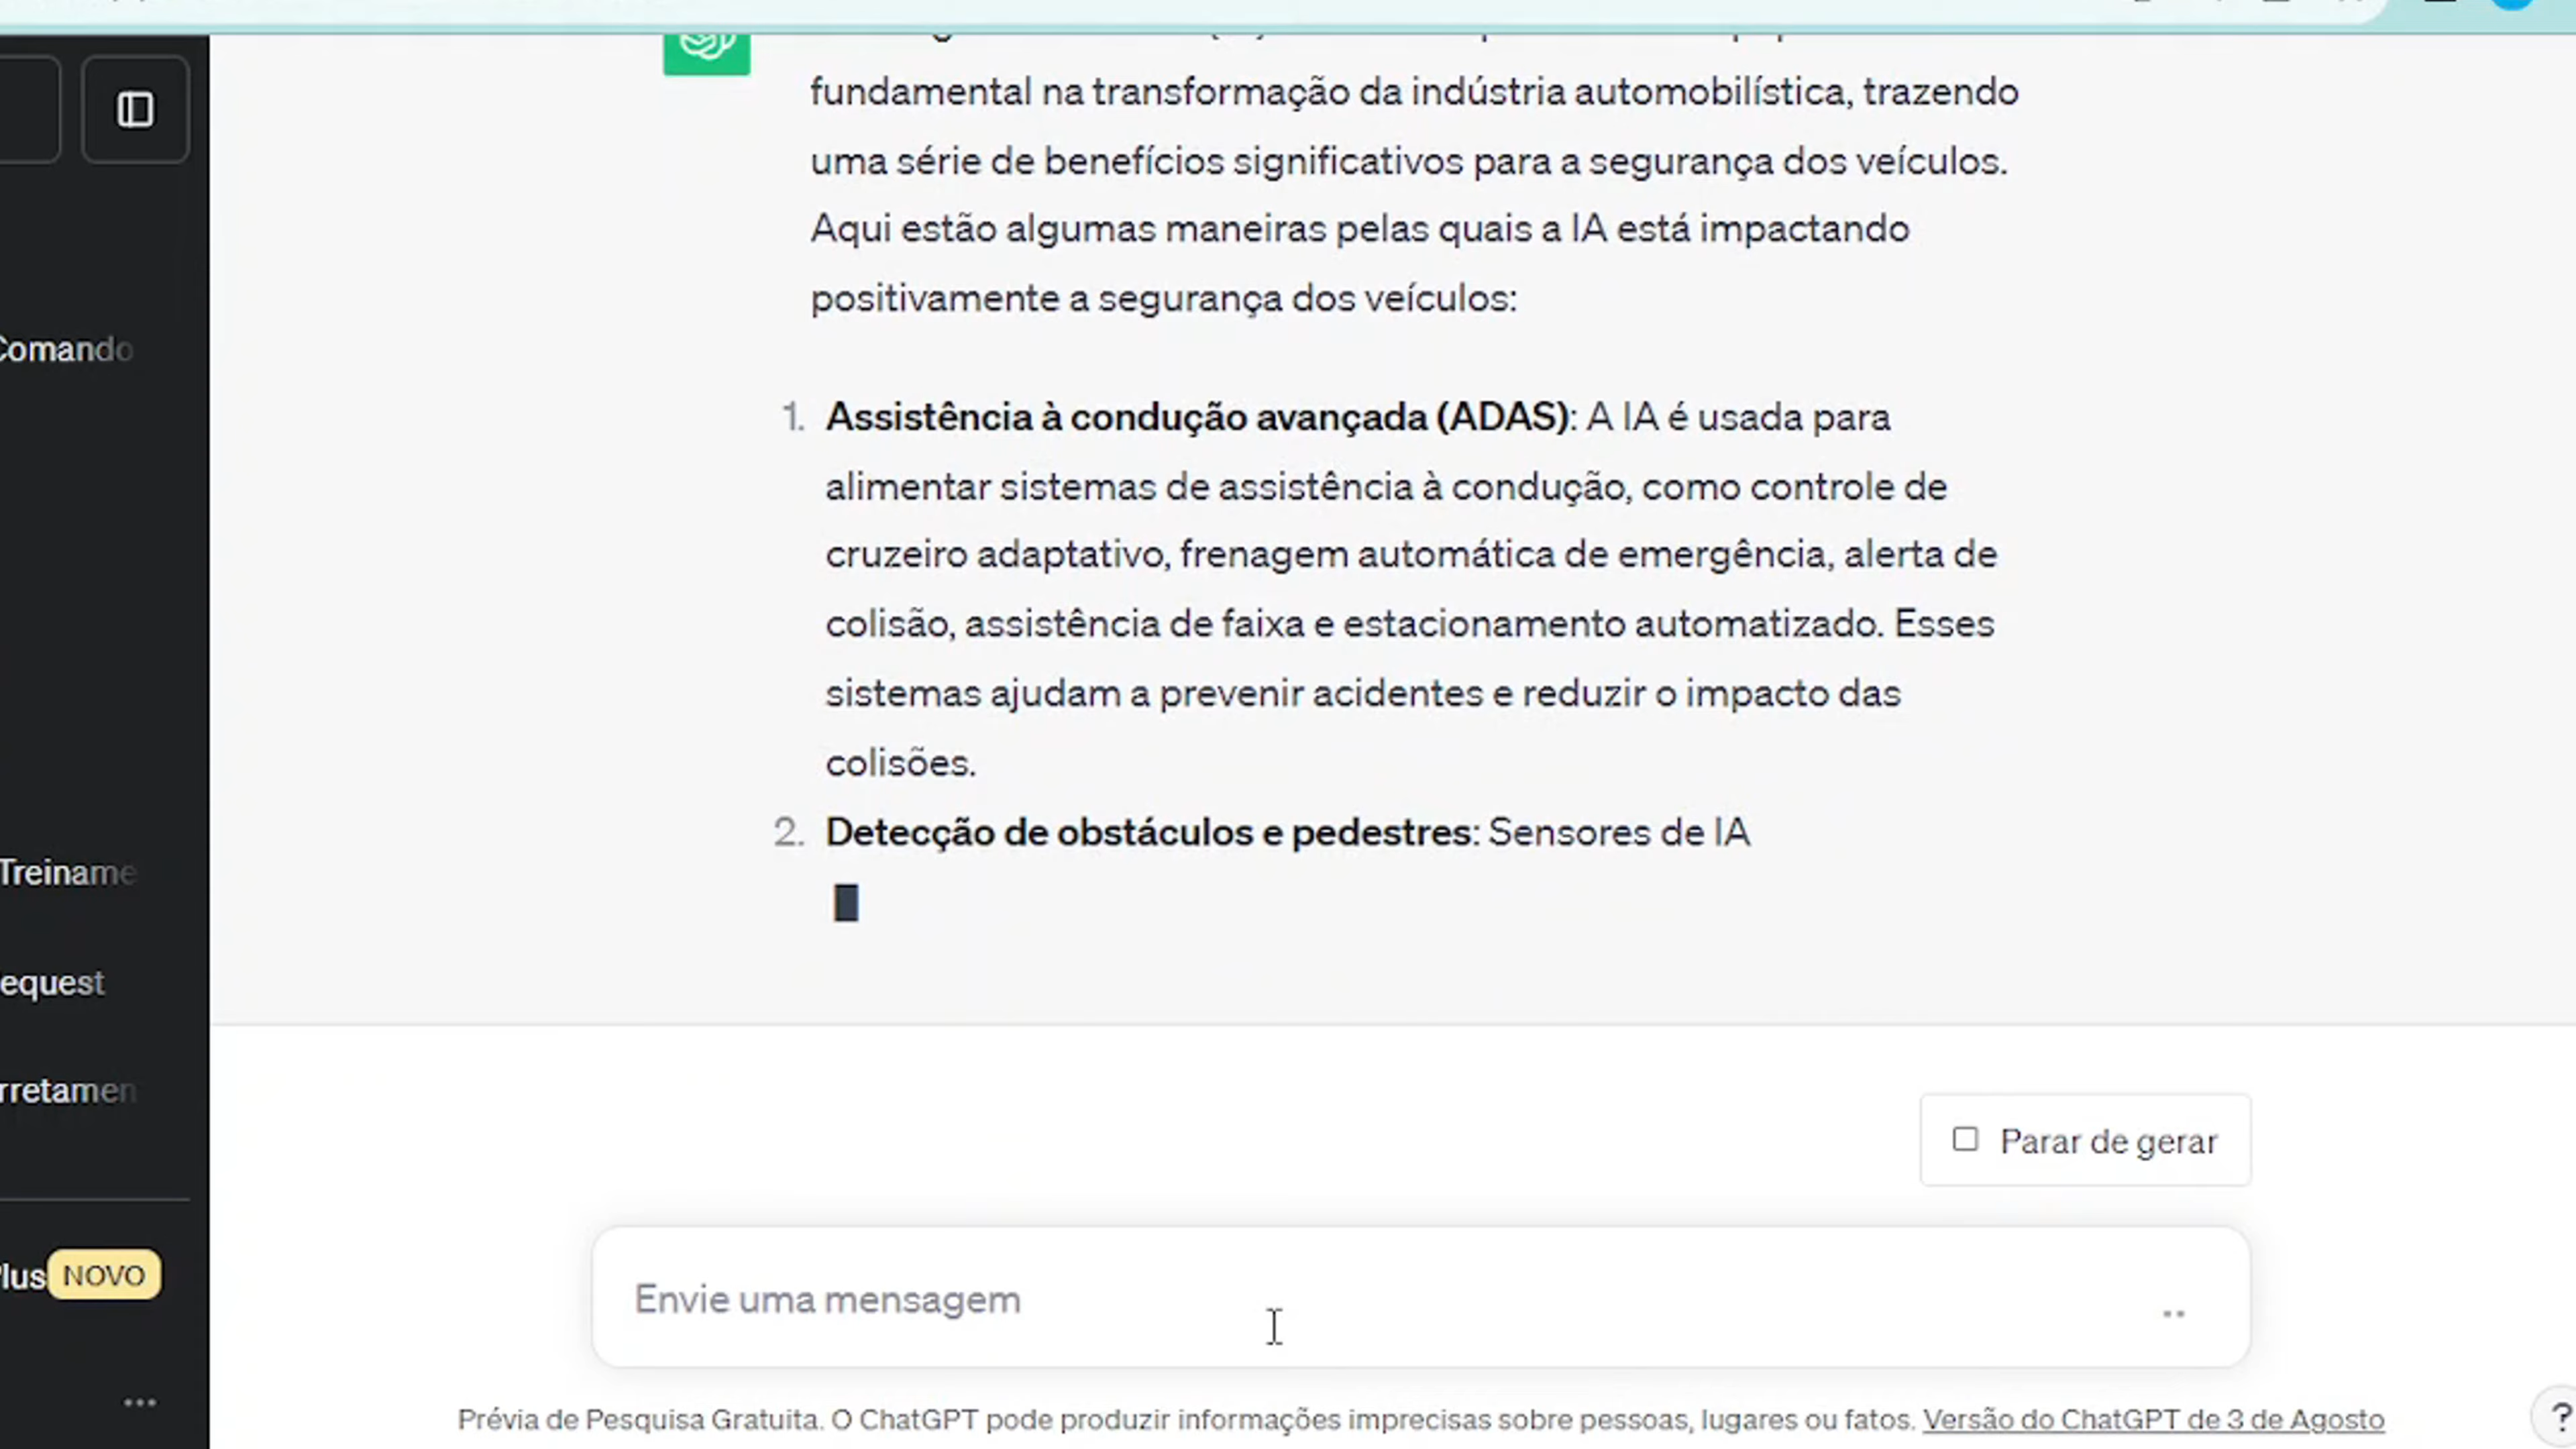 fundamental na transformação da indústria automobilística, trazendo
uma série de benefícios significativos para a segurança dos veículos.
Aqui estão algumas maneiras pelas quais a IA está impactando
positivamente a segurança dos veículos:
1. Assistência à condução avançada (ADAS): A IA é usada para
alimentar sistemas de assistência à condução, como controle de
cruzeiro adaptativo, frenagem automática de emergência, alerta de
colisão, assistência de faixa e estacionamento automatizado. Esses
sistemas ajudam a prevenir acidentes e reduzir o impacto das
colisões.
2. Detecção de obstáculos e pedestres: Sensores de IA
Comando
Treiname
equest
rretamen
lus NOVO
Parar de gerar
Envie uma mensagem
Prévia de Pesquisa Gratuita. O ChatGPT pode produzir informações imprecisas sobre pessoas, lugares ou fatos. Versão do ChatGPT de 3 de Agosto
?